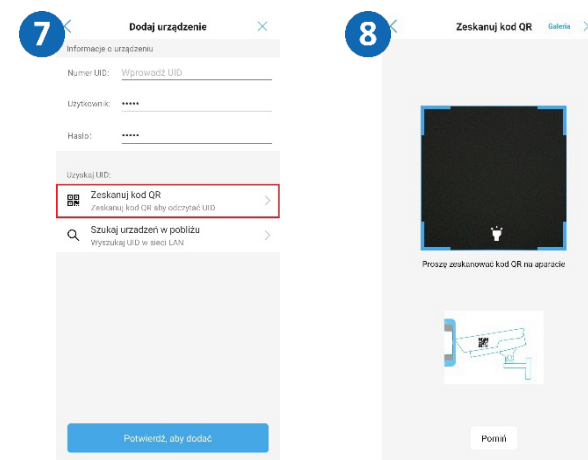 7
Dodaj urządzenie
Informacje o urządzeniu
Numer UID: Wprowadź UID
Użytkownik: •••••
Hasło: •••••
Uzyskaj UID:
Zeskanuj kod QR
Zeskanuj kod QR aby odczytać UID
Szukaj urzadzeń w pobliżu
Wyszukaj UID w sieci LAN
Potwierdź, aby dodać
8
Zeskanuj kod QR Galeria
Proszę zeskanować kod QR na aparacie
Pomiń